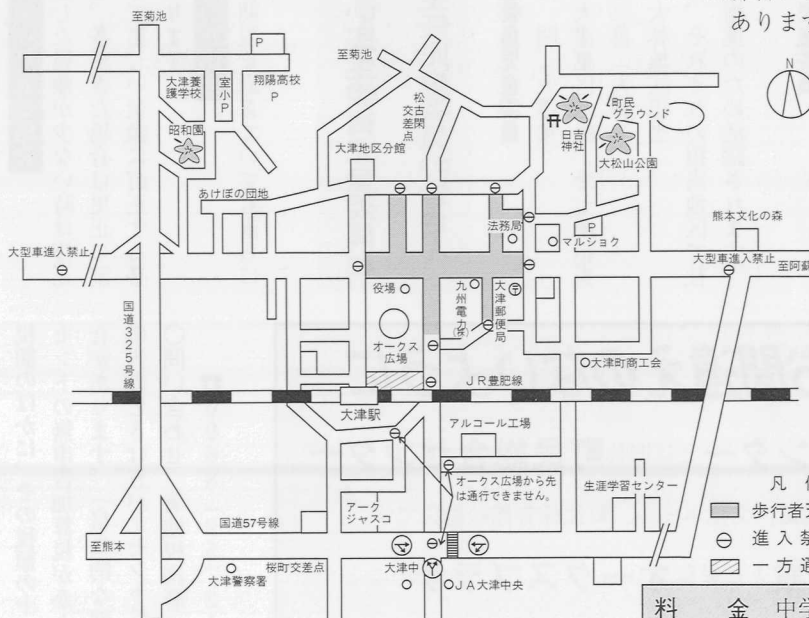 あります
至菊池
P
翔陽高校
P
大津養
護学校
室小P
昭和園
至菊池
松古閑
交差点
大津地区分館
あけぼの団地
町民
グラウンド
日吉
神社
大松山公園
N
P
法務局
マルショク
熊本文化の森
大型車進入禁止
大型車進入禁止
至阿蘇
国道325号線
役場
九州電力㈱
大津郵便局
オークス
広場
大津町商工会
JR豊肥線
大津駅
アルコール工場
オークス広場から先
は通行できません。
生涯学習センター
アーク
ジャスコ
国道57号線
至熊本
桜町交差点
大津警察署
大津中
JA大津中央
凡
歩行者
進入禁
一方通
料金 中学